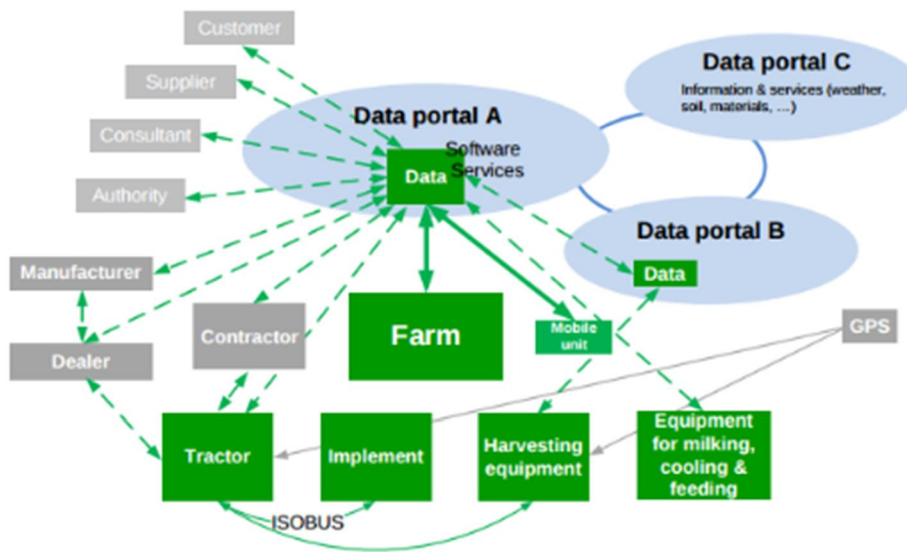 Customer
Supplier
Consultant
Authority
Data portal A
Software
Services
Data
Data portal C
Information & services (weather,
soil, materials, ...)
Data portal B
Data
Manufacturer
Dealer
Contractor
Farm
Mobile
unit
GPS
Tractor
Implement
Harvesting
equipment
Equipment
for milking,
cooling &
feeding
ISOBUS